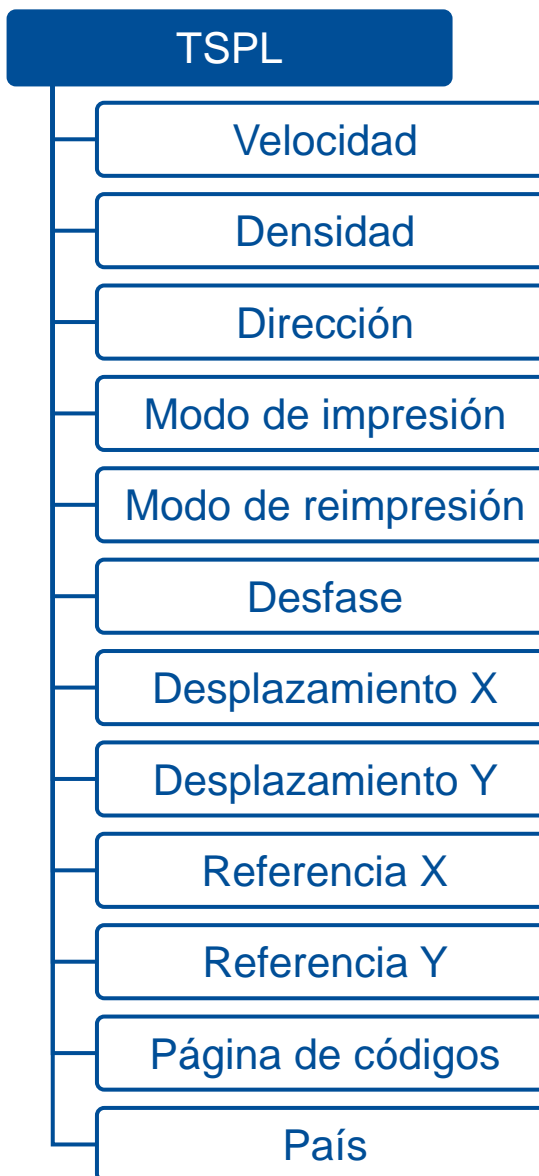 TSPL
Velocidad
Densidad
Dirección
Modo de impresión
Modo de reimpresión
Desfase
Desplazamiento X
Desplazamiento Y
Referencia X
Referencia Y
Página de códigos
País